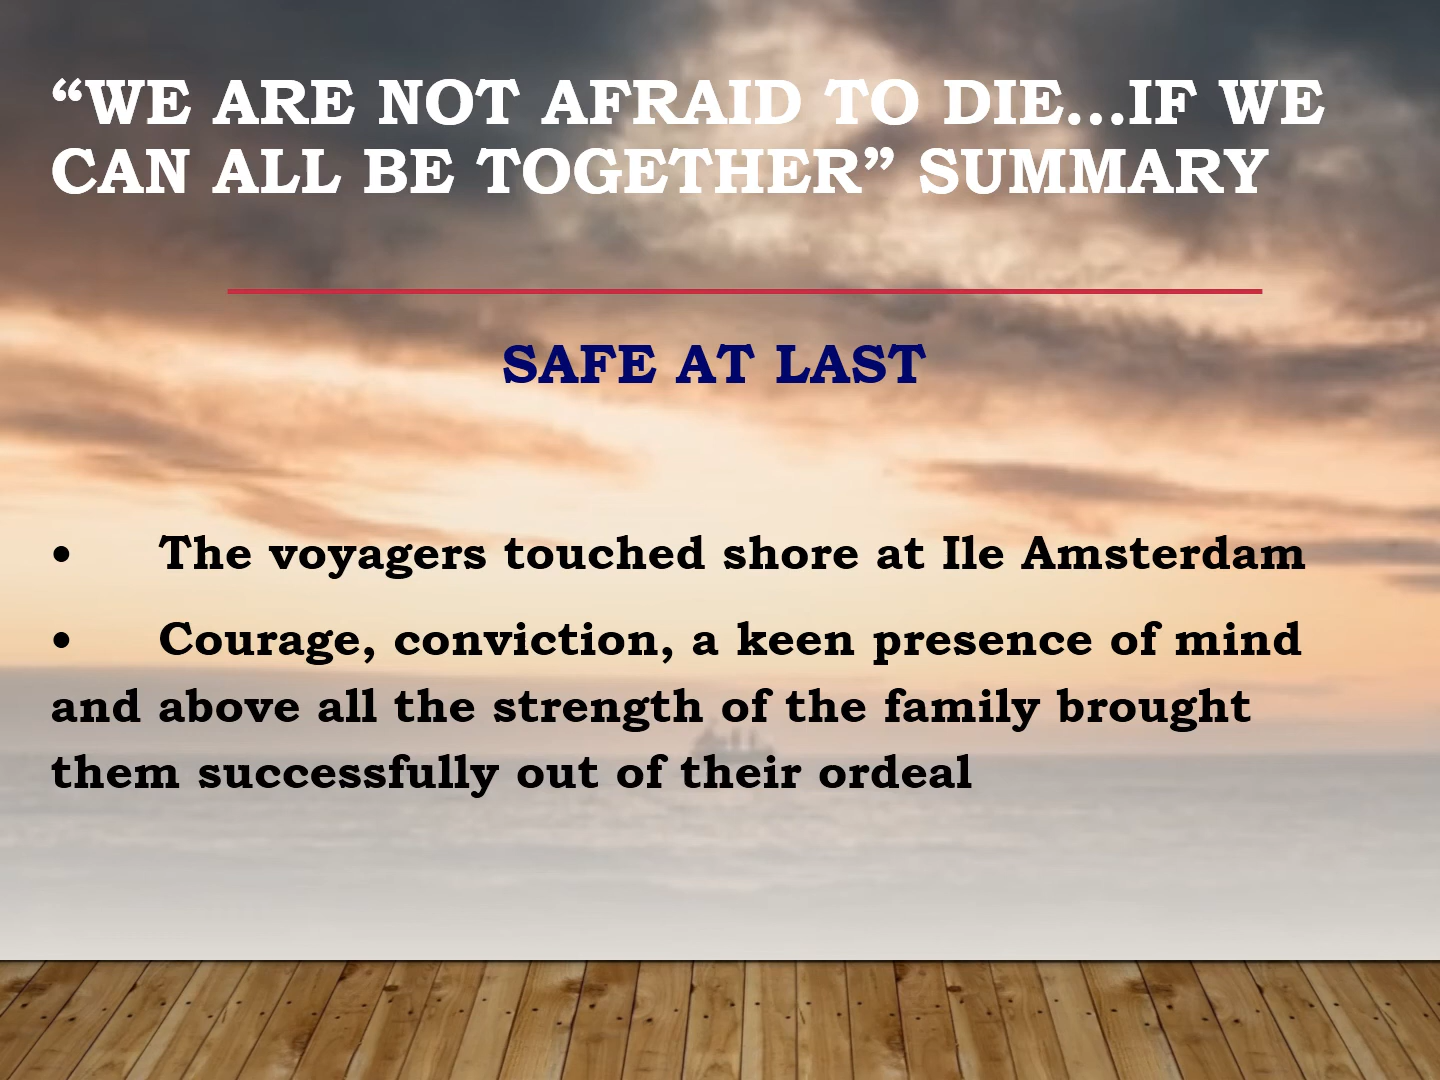 “WE ARE NOT AFRAID TO DIE...IF WE
CAN ALL BE TOGETHER” SUMMARY
SAFE AT LAST
• The voyagers touched shore at Ile Amsterdam
• Courage, conviction, a keen presence of mind
and above all the strength of the family brought
them successfully out of their ordeal